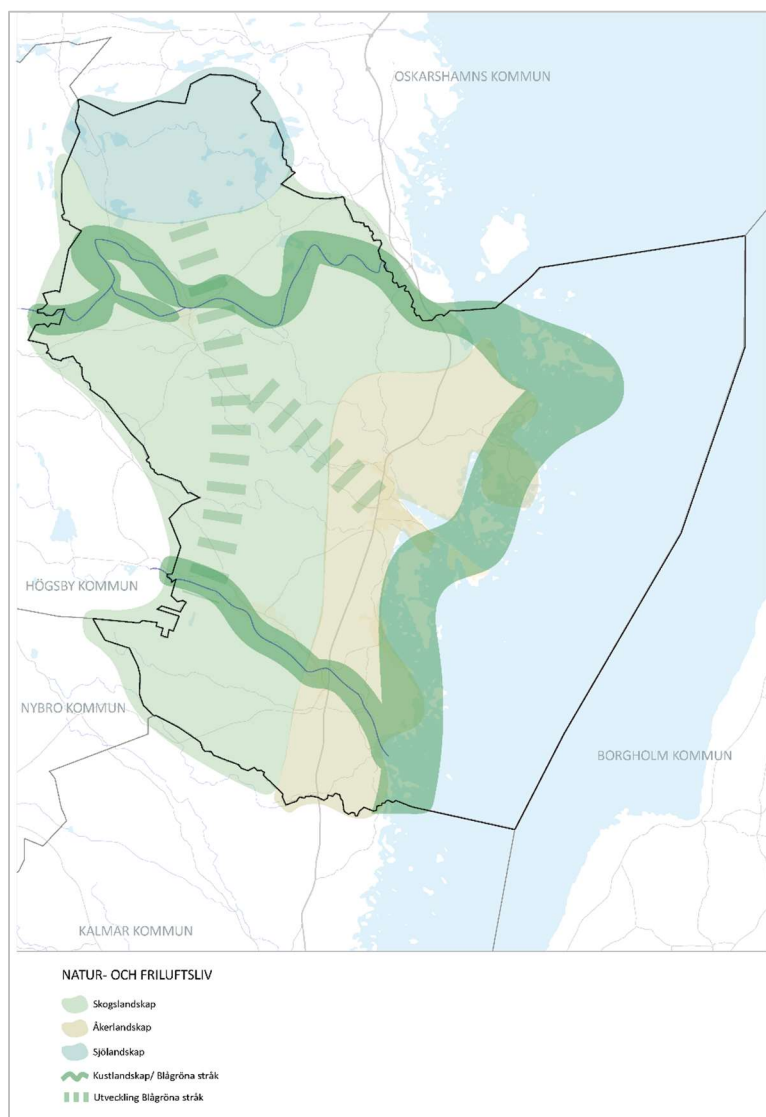 OSKARSHAMNS KOMMUN
HÖGSBY KOMMUN
NYBRO KOMMUN
BORGHOLM KOMMUN
KALMAR KOMMUN
NATUR- OCH FRILUFTSLIV
Skogslandskap
Åkerlandskap
Sjölandskap
Kustlandskap/ Blågröna stråk
Utveckling Blågröna stråk